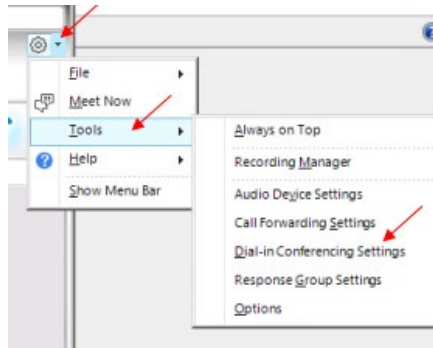 File
Meet Now
Tools
Help
Show Menu Bar
Always on Top
Recording Manager
Audio Device Settings
Call Forwarding Settings
Dial-in Conferencing Settings
Response Group Settings
Options